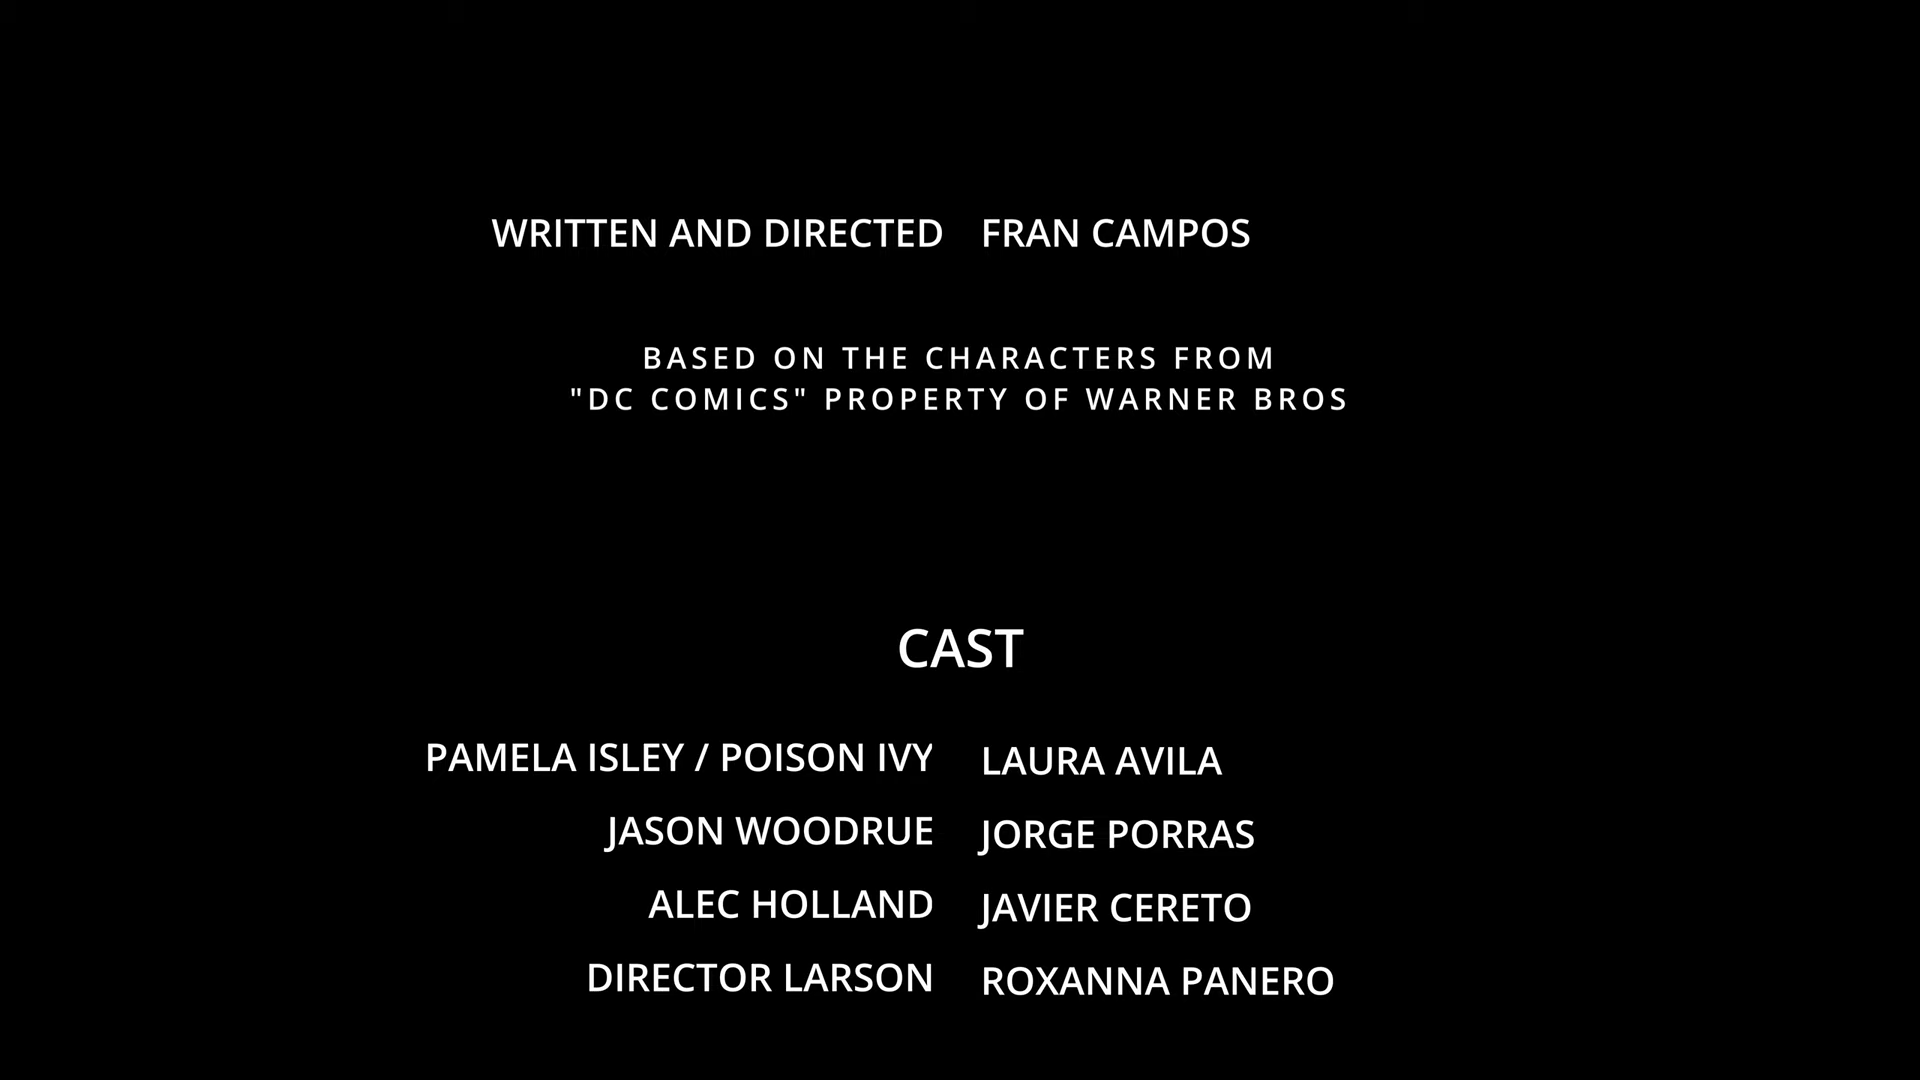 WRITTEN AND DIRECTED FRAN CAMPOS
BASED ON THE CHARACTERS FROM
"DC COMICS" PROPERTY OF WARNER BROS
CAST
PAMELA ISLEY / POISON IVY LAURA AVILA
JASON WOODRUE JORGE PORRAS
ALEC HOLLAND JAVIER CERETO
DIRECTOR LARSON ROXANNA PANERO